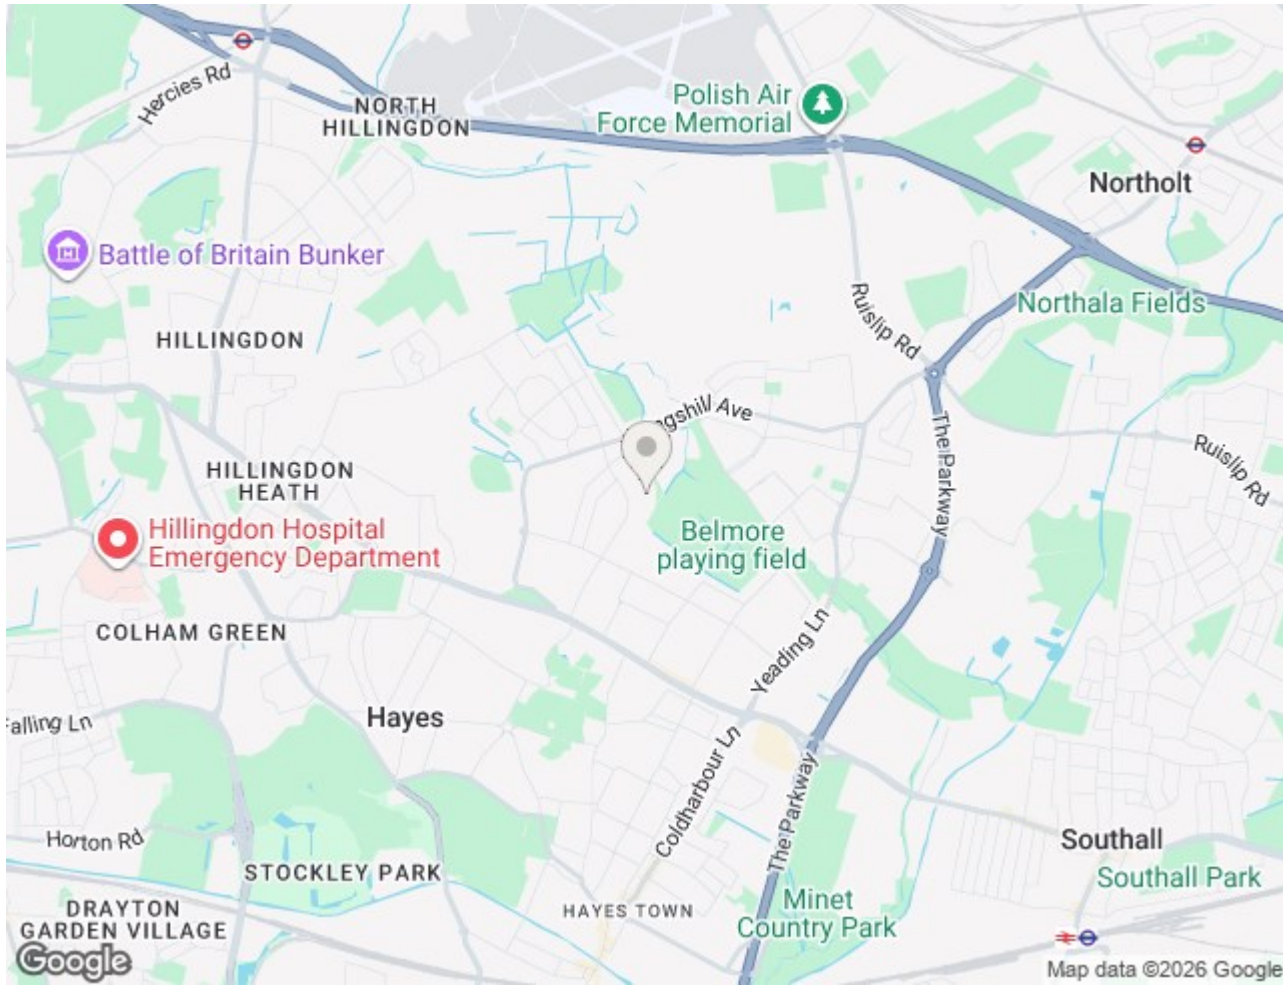 Hercies Rd
NORTH
HILLINGDON
Polish Air
Force Memorial
Northolt
Battle of Britain Bunker
Ruislip Rd
Northala Fields
HILLINGDON
gshill Ave
The Parkway
Ruislip Rd
HILLINGDON
HEATH
Hillingdon Hospital
Emergency Department
Belmore
playing field
COLHAM GREEN
Yeading Ln
Falling Ln
Hayes
Coldharbour Ln
The Parkway
Horton Rd
STOCKLEY PARK
Southall
Southall Park
DRAYTON
GARDEN VILLAGE
HAYES TOWN
Minet
Country Park
Google
Map data ©2026 Google